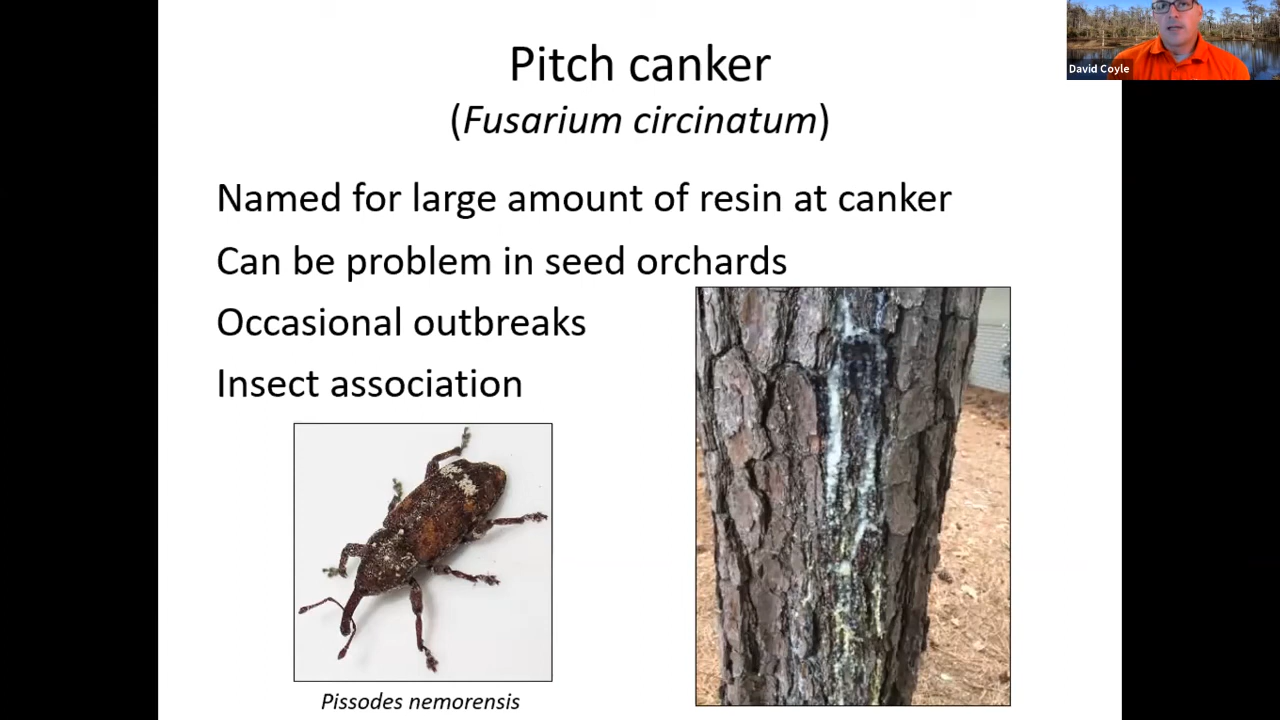 Pitch canker
(Fusarium circinatum)
Named for large amount of resin at canker
Can be problem in seed orchards
Occasional outbreaks
Insect association
Pissodes nemorensis
David Coyle